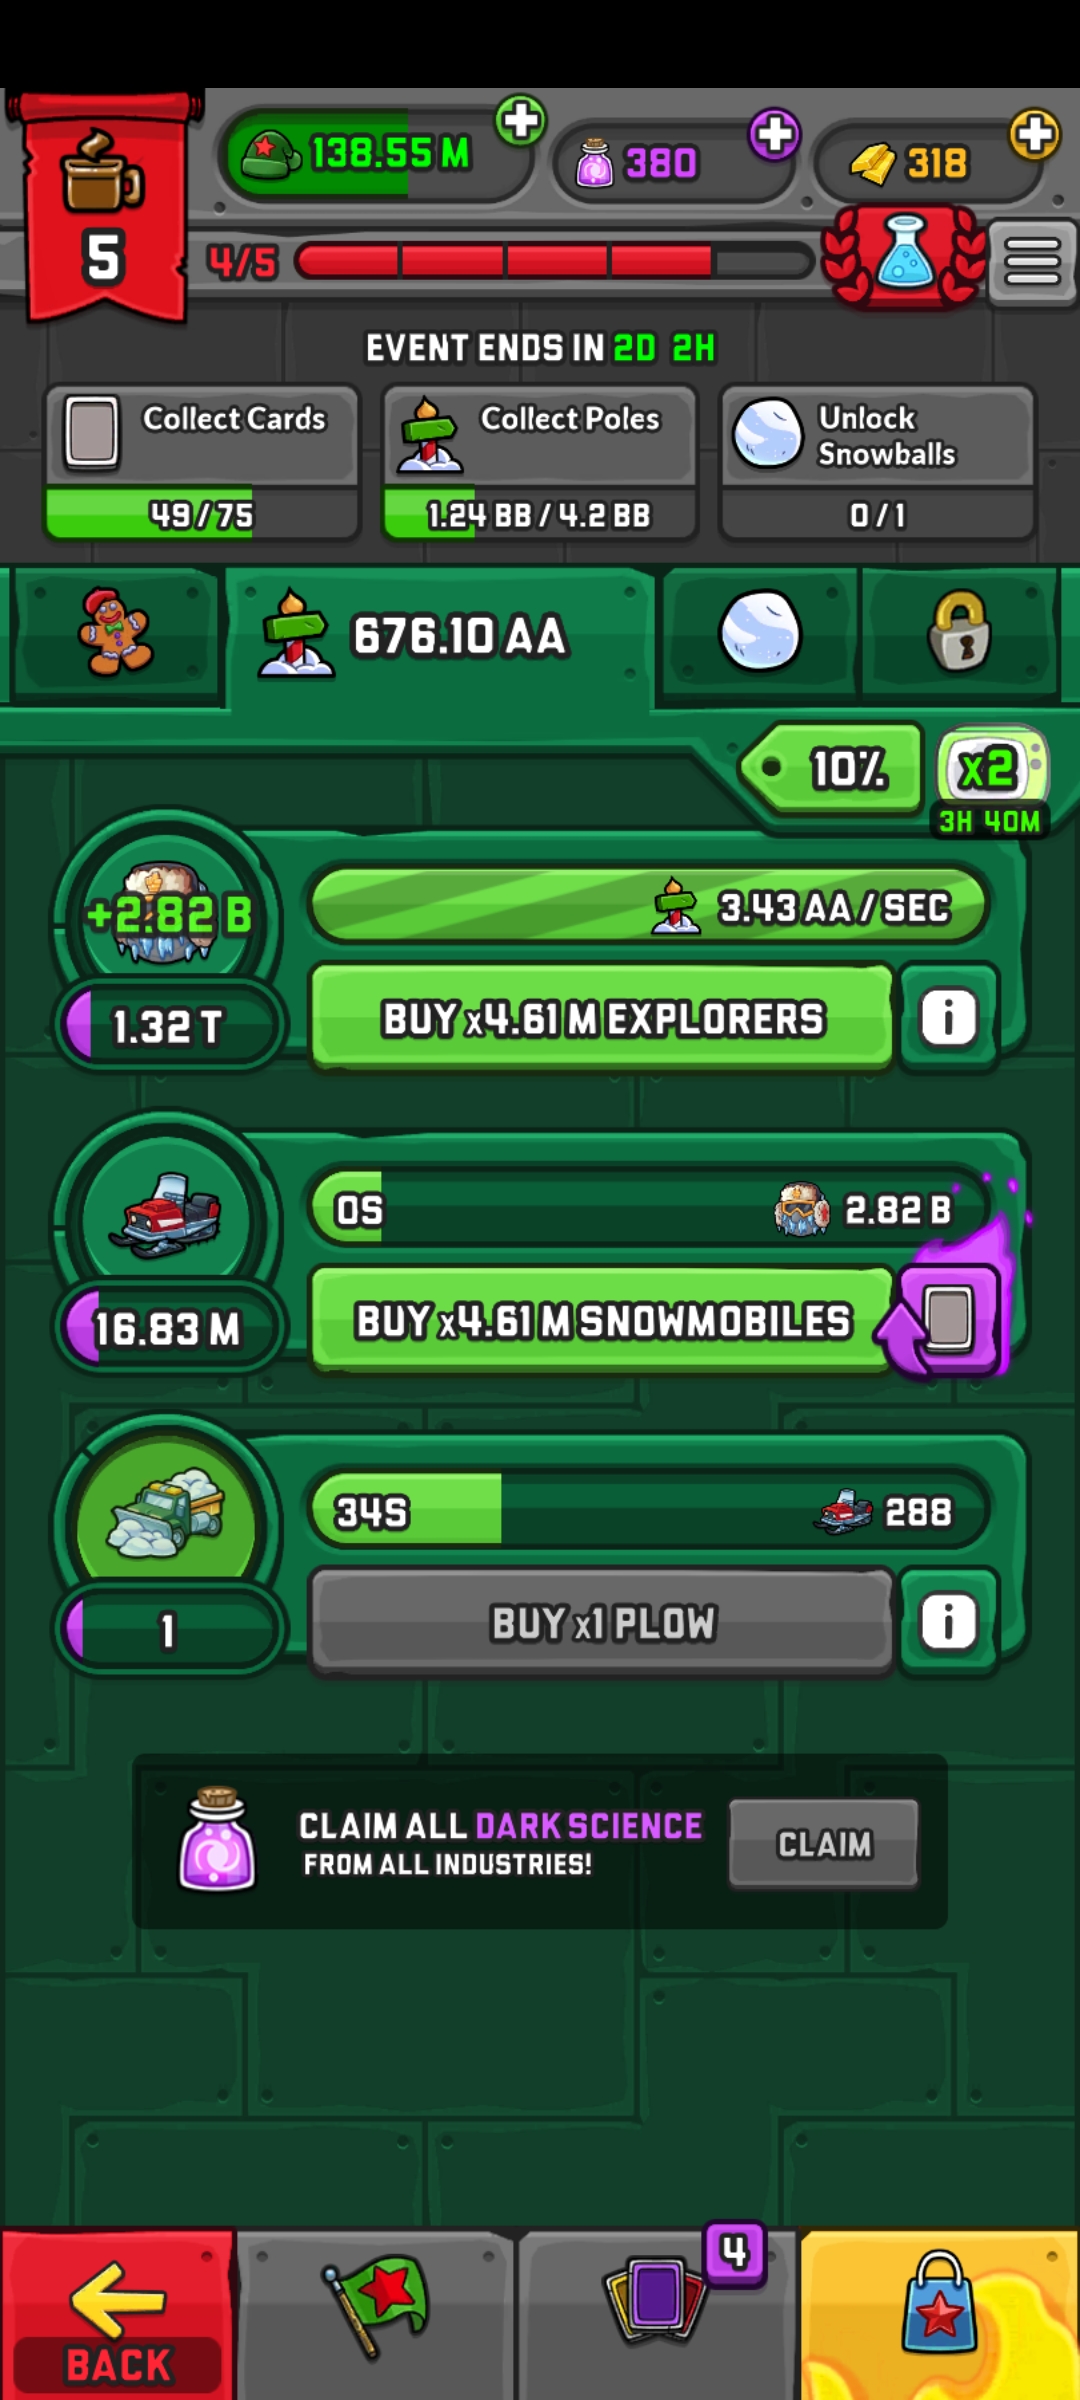 138.55 M
380
318
5
4/5
EVENT ENDS IN 2D 2H
Collect Cards
49/75
Collect Poles
1.24 BB / 4.2 BB
Unlock
Snowballs
0/1
676.10 AA
10%
x2
3H 40M
+2.82 B
3.43 AA / SEC
1.32 T
BUY x4.61 M EXPLORERS
i
0S
2.82 B
16.83 M
BUY x4.61 M SNOWMOBILES
34S
288
1
BUY x1 PLOW
i
CLAIM ALL DARK SCIENCE
FROM ALL INDUSTRIES!
CLAIM
4
BACK